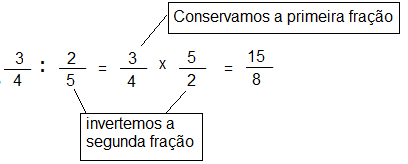 Conservamos a primeira fração
3/4 : 2/5 = 3/4 x 5/2 = 15/8
invertemos a
segunda fração